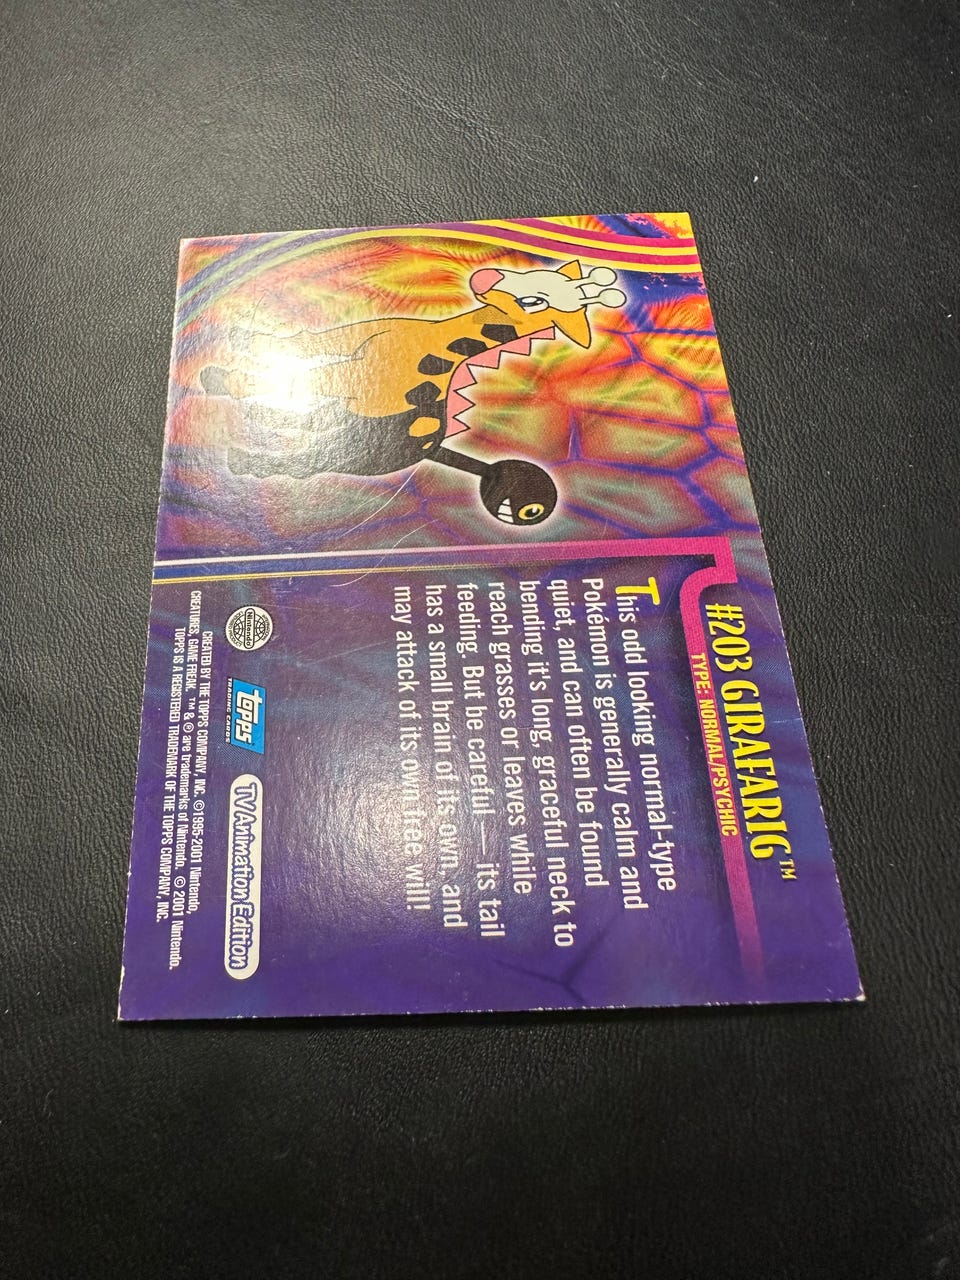 #203 GIRAFARIG™
TYPE: NORMAL/PSYCHIC
This odd looking normal-type
Pokémon is generally calm and
quiet, and can often be found
bending it's long, graceful neck to
reach grasses or leaves while
feeding. But be careful — its tail
has a small brain of its own, and
may attack of its own free will!
Nintendo
topps
TRADING CARDS
TV Animation Edition
CREATED BY THE TOPPS COMPANY, INC. ©1995-2001 Nintendo,
CREATURES, GAME FREAK. ™ & ® are trademarks of Nintendo. © 2001 Nintendo.
TOPPS IS A REGISTERED TRADEMARK OF THE TOPPS COMPANY, INC.